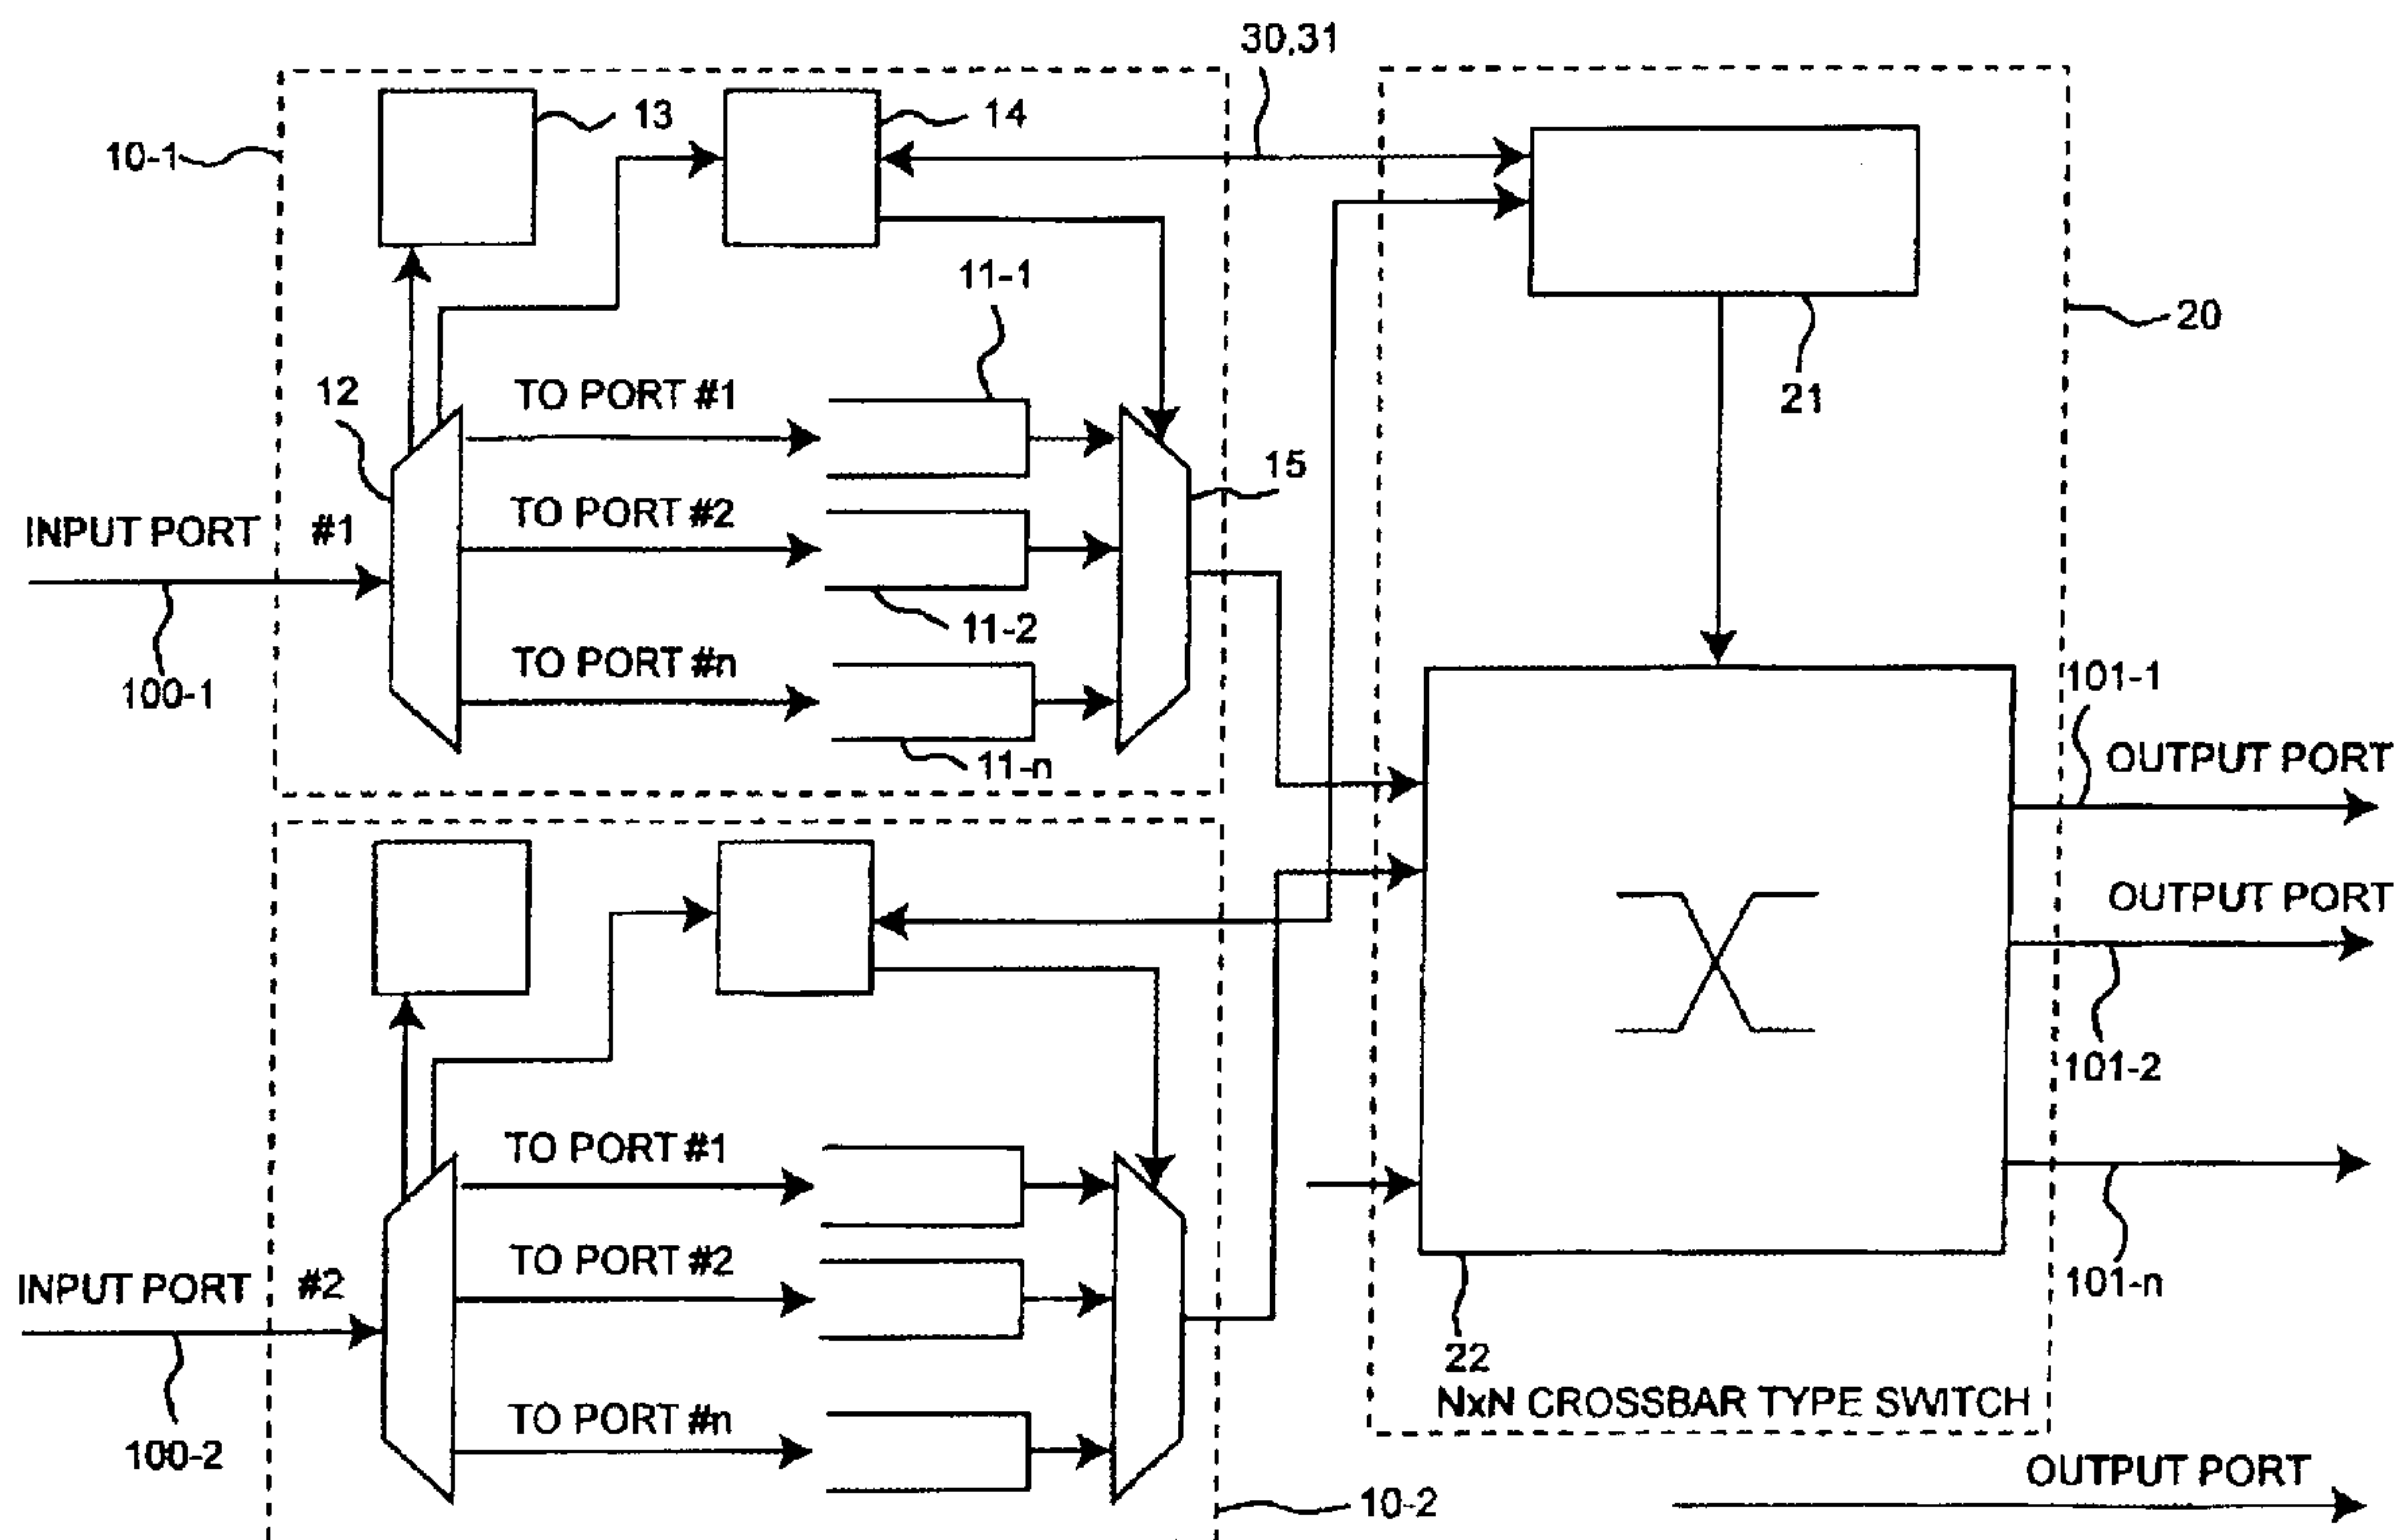 30,31
13
14
10-1
11-1
20
12
TO PORT #1
21
15
TO PORT #2
INPUT PORT #1
11-2
TO PORT #n
100-1
101-1
11-n
OUTPUT PORT
OUTPUT PORT
101-2
TO PORT #1
TO PORT #2
INPUT PORT #2
101-n
22
NxN CROSSBAR TYPE SWITCH
TO PORT #n
100-2
OUTPUT PORT
10-2